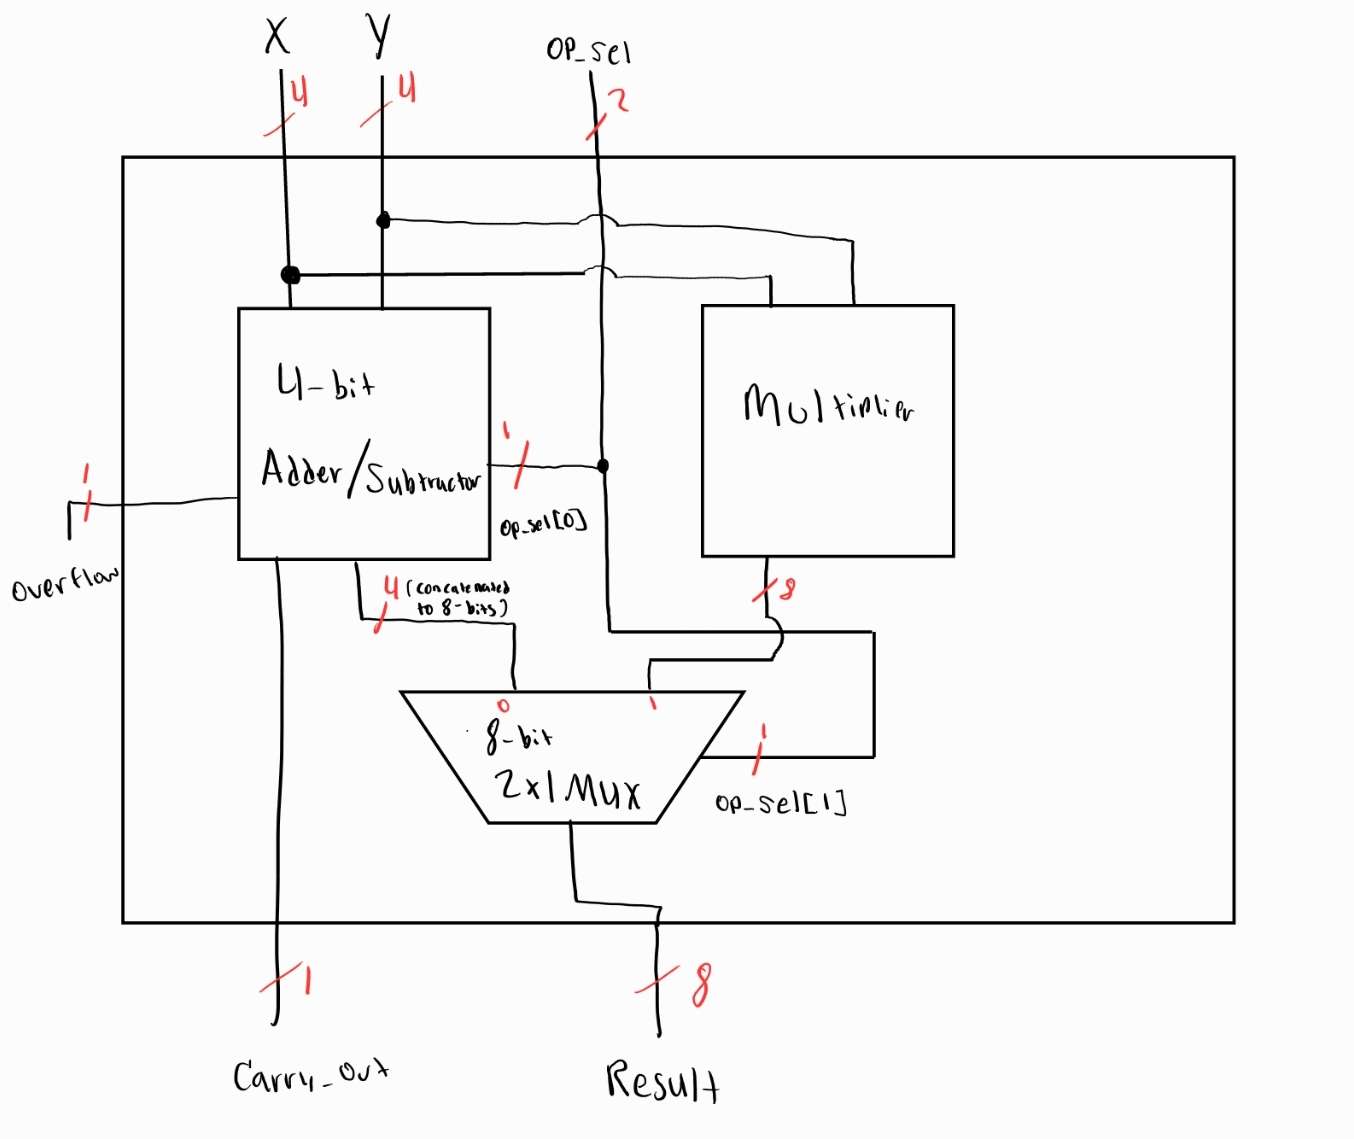 X Y OP_sel
4 4 2
4-bit
Adder/Subtractor
Multiplier
1
1
Op_sel[0]
Overflow
4 (concatenated
to 8-bits)
8
0 1
8-bit
2x1 Mux
1
OP_sel[1]
1 8
Carry_Out
Result